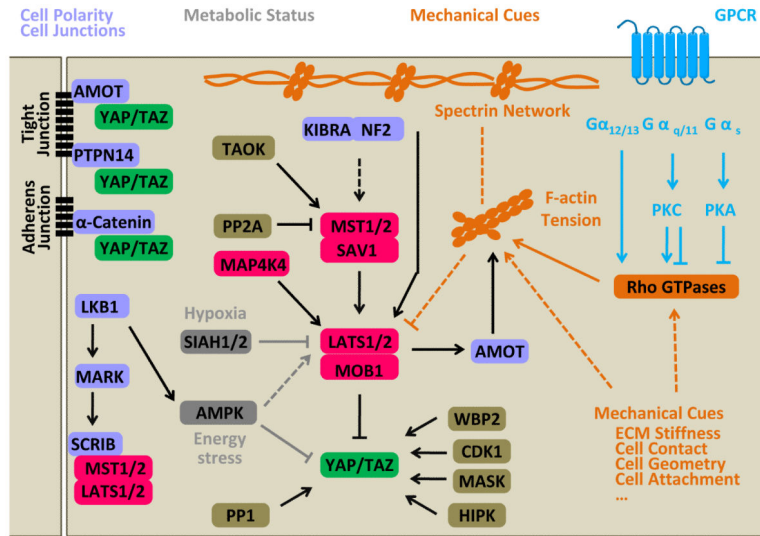 Cell Polarity
Cell Junctions
Metabolic Status
Mechanical Cues
GPCR
Tight
Junction
Adherens
Junction
AMOT
YAP/TAZ
PTPN14
YAP/TAZ
α-Catenin
YAP/TAZ
LKB1
MARK
SCRIB
MST1/2
LATS1/2
TAOK
KIBRA NF2
PP2A
MST1/2
SAV1
MAP4K4
Hypoxia
SIAH1/2
LATS1/2
MOB1
AMOT
AMPK
Energy
stress
YAP/TAZ
PP1
WBP2
CDK1
MASK
HIPK
Spectrin Network
F-actin
Tension
Gα12/13 G α q/11 G α s
PKC
PKA
Rho GTPases
Mechanical Cues
ECM Stiffness
Cell Contact
Cell Geometry
Cell Attachment
...